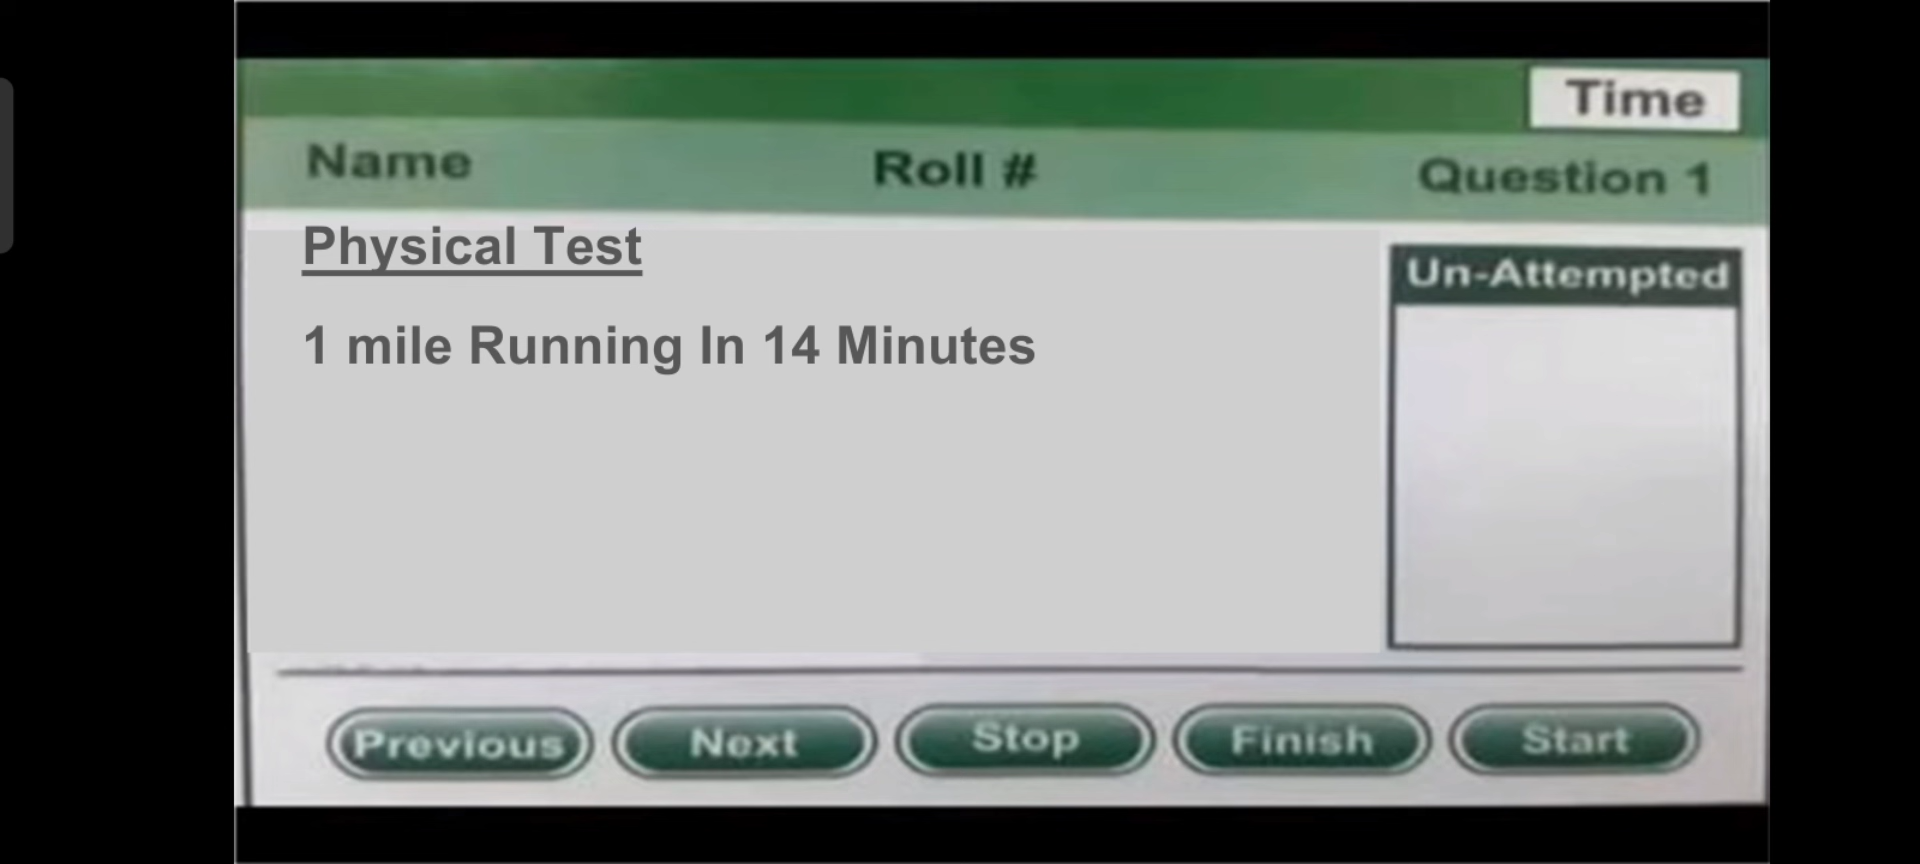 Time
Name Roll # Question 1
Physical Test
Un-Attempted
1 mile Running In 14 Minutes
Previous Next Stop Finish Start